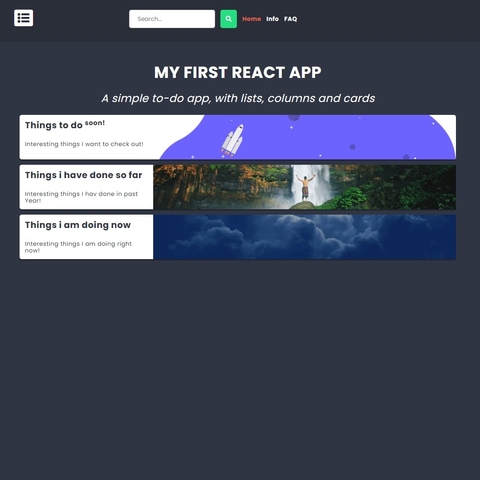 Search...
Home Info FAQ
MY FIRST REACT APP
A simple to-do app, with lists, columns and cards
Things to do soon!
Interesting things I want to check out!
Things i have done so far
Interesting things I hav done in past
Year!
Things i am doing now
Interesting things I am doing right
now!